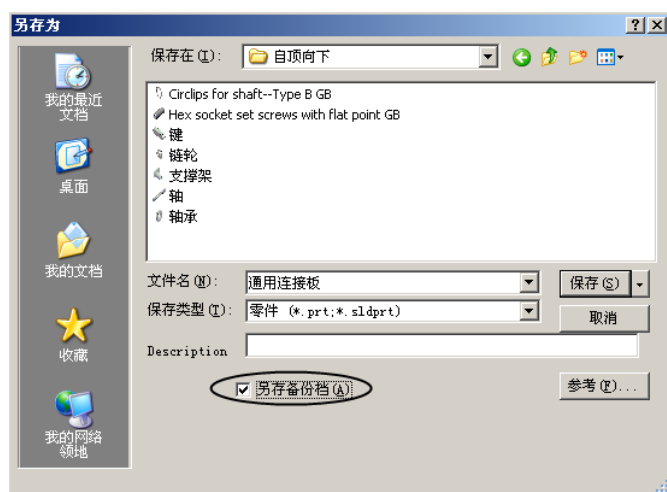 另存为
保存在(I):
自顶向下
我的最近
文档
桌面
我的文档
收藏
我的网络
领地
Circlips for shaft--Type B GB
Hex socket set screws with flat point GB
键
链轮
支撑架
轴
轴承
文件名(N):
通用连接板
保存(S)
保存类型(T):
零件 (*.prt;*.sldprt)
取消
Description
另存备份档(A)
参考(F)...